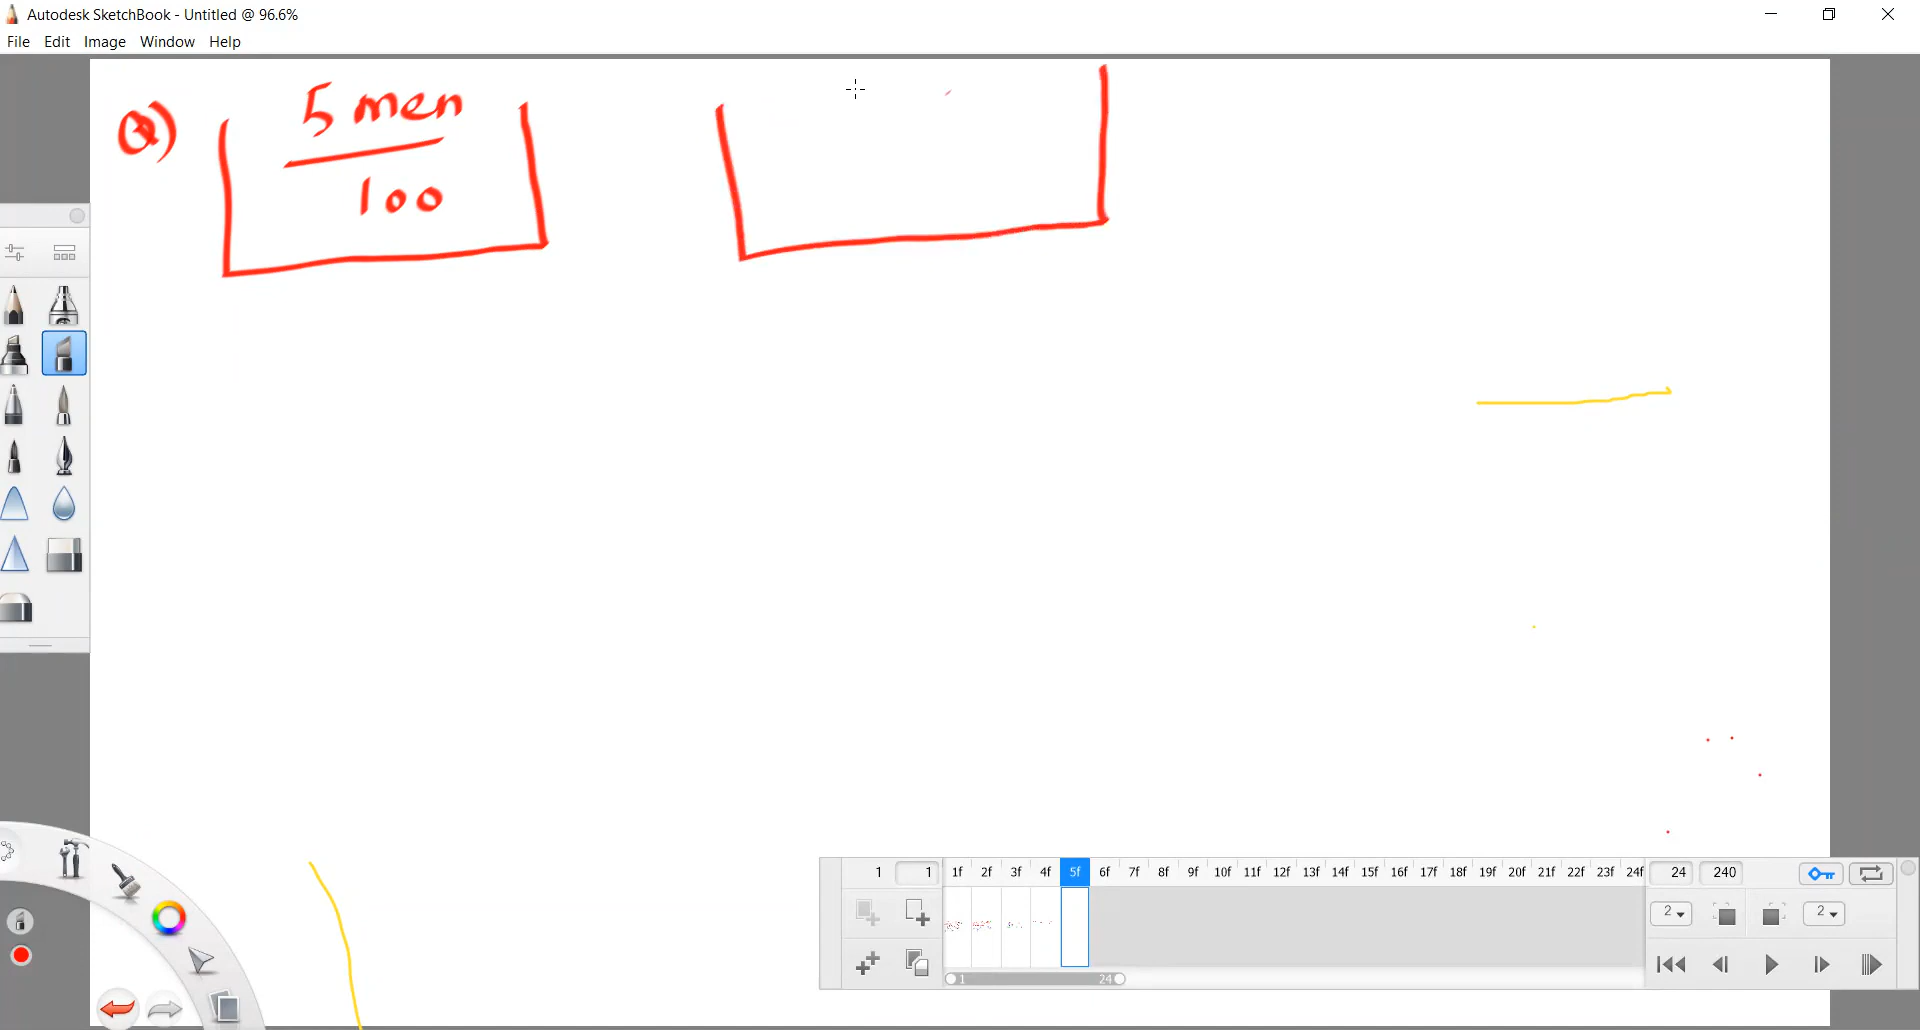 Autodesk SketchBook - Untitled @ 96.6%
File Edit Image Window Help
Q)
5 men
100
1 1 1f 2f 3f 4f 5f 6f 7f 8f 9f 10f 11f 12f 13f 14f 15f 16f 17f 18f 19f 20f 21f 22f 23f 24f 24 240
2 2
1 24